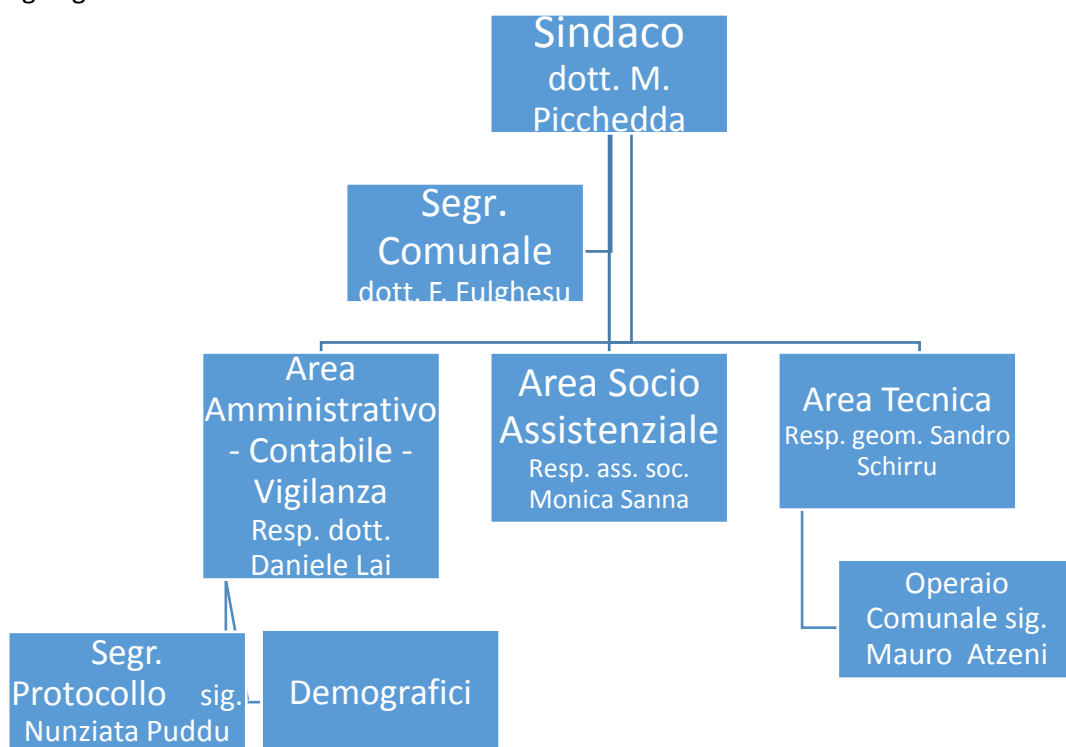 Sindaco
dott. M.
Picchedda
Segr.
Comunale
dott. F. Fulghesu
Area
Amministrativo
- Contabile -
Vigilanza
Resp. dott.
Daniele Lai
Area Socio
Assistenziale
Resp. ass. soc.
Monica Sanna
Area Tecnica
Resp. geom. Sandro
Schirru
Operaio
Comunale sig.
Mauro Atzeni
Segr.
Protocollo sig.
Nunziata Puddu
Demografici